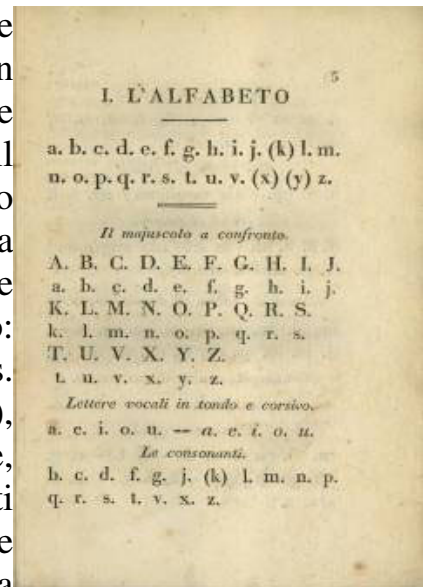 5
I. L'ALFABETO
a. b. c. d. e. f. g. h. i. j. (k) l. m.
n. o. p. q. r. s. t. u. v. (x) (y) z.
Il majuscolo a confronto.
A. B. C. D. E. F. G. H. I. J.
a. b. c. d. e. f. g. h. i. j.
K. L. M. N. O. P. Q. R. S.
k. l. m. n. o. p. q. r. s.
T. U. V. X. Y. Z.
t. u. v. x. y. z.
Lettere vocali in tondo e corsivo.
a. e. i. o. u. — a. e. i. o. u.
Le consonanti.
b. c. d. f. g. j. (k) l. m. n. p.
q. r. s. t. v. x. z.